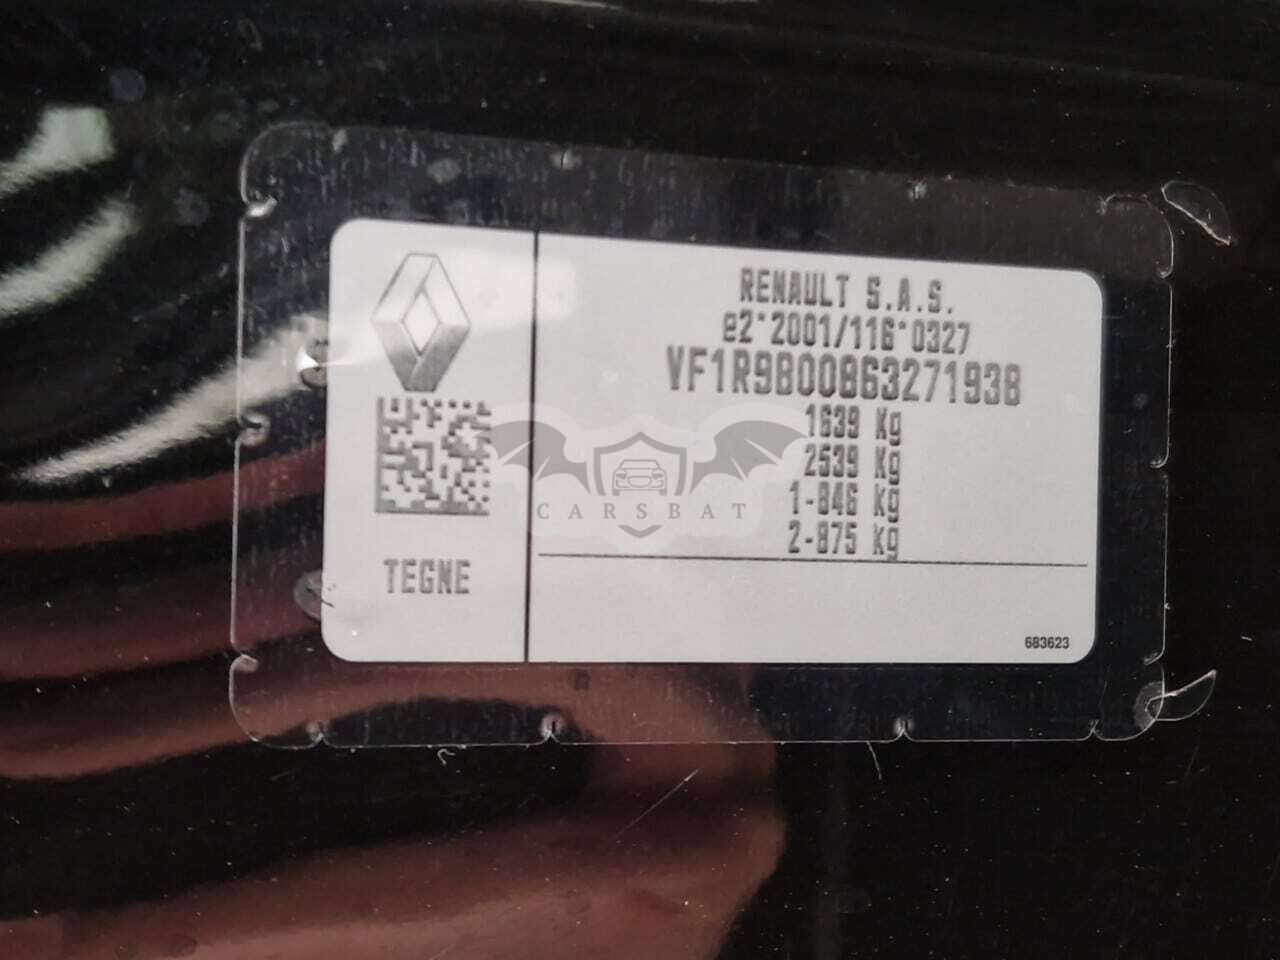 RENAULT S.A.S.
e2*2001/116*0327
VF1R9800863271938
1639 Kg
2539 Kg
1-846 Kg
2-875 Kg
TEGNE
683623
CARSBAT